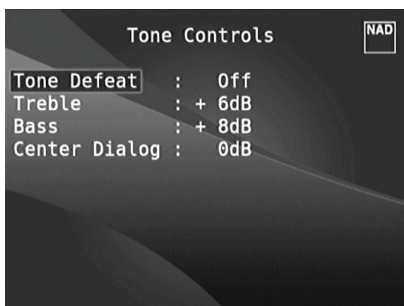 Tone Controls
NAD
Tone Defeat : Off
Treble : + 6dB
Bass : + 8dB
Center Dialog : 0dB